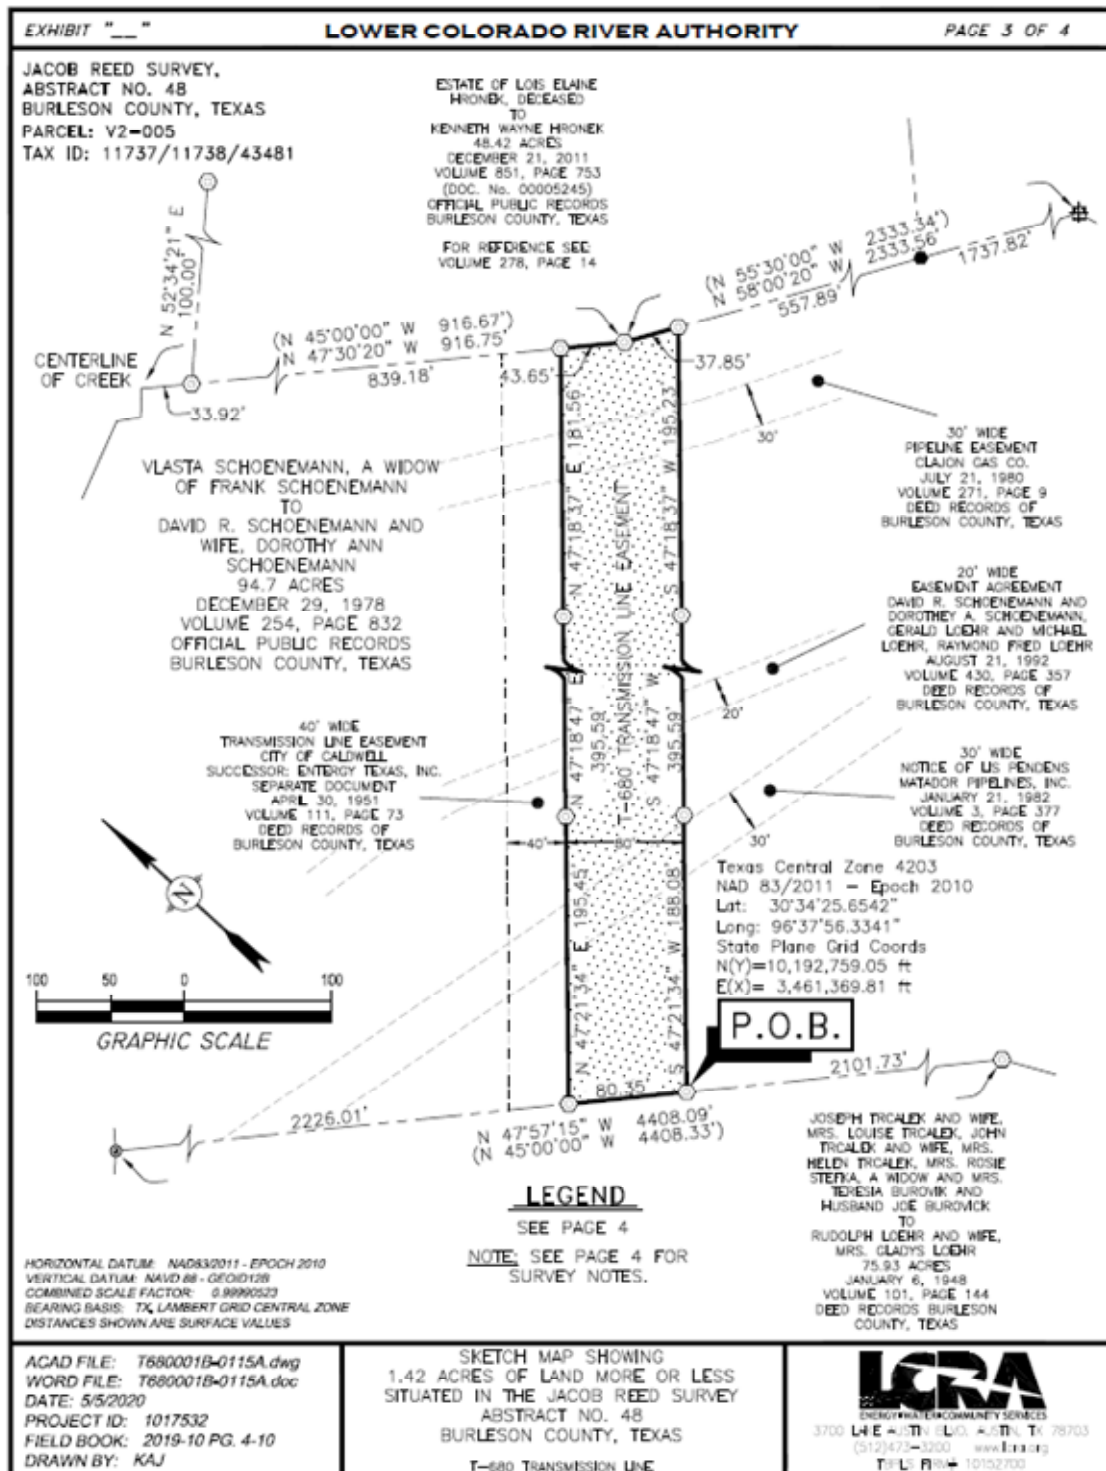 EXHIBIT "__"
LOWER COLORADO RIVER AUTHORITY
PAGE 3 OF 4
JACOB REED SURVEY,
ABSTRACT NO. 48
BURLESON COUNTY, TEXAS
PARCEL: V2-005
TAX ID: 11737/11738/43481
ESTATE OF LOIS ELAINE
HRONEK, DECEASED
TO
KENNETH WAYNE HRONEK
48.42 ACRES
DECEMBER 21, 2011
VOLUME 851, PAGE 753
(DOC. No. 00005245)
OFFICIAL PUBLIC RECORDS
BURLESON COUNTY, TEXAS
FOR REFERENCE SEE
VOLUME 278, PAGE 14
N 52°34'21" E
100.00'
(N 55°30'00" W 2333.34')
N 58°00'20" W 2333.56'
557.89'
1737.82'
(N 45°00'00" W 916.67')
N 47°30'20" W 916.75'
839.18'
43.65'
37.85'
CENTERLINE
OF CREEK
33.92'
30'
VLASTA SCHOENEMANN, A WIDOW
OF FRANK SCHOENEMANN
TO
DAVID R. SCHOENEMANN AND
WIFE, DOROTHY ANN
SCHOENEMANN
94.7 ACRES
DECEMBER 29, 1978
VOLUME 254, PAGE 832
OFFICIAL PUBLIC RECORDS
BURLESON COUNTY, TEXAS
N 47°18'37" E 181.56'
S 47°18'37" W 195.23'
T-680 TRANSMISSION LINE EASEMENT
30' WIDE
PIPELINE EASEMENT
CLAJON GAS CO.
JULY 21, 1980
VOLUME 271, PAGE 9
DEED RECORDS OF
BURLESON COUNTY, TEXAS
20' WIDE
EASEMENT AGREEMENT
DAVID R. SCHOENEMANN AND
DOROTHEY A. SCHOENEMANN,
GERALD LOEHR AND MICHAEL
LOEHR, RAYMOND FRED LOEHR
AUGUST 21, 1992
VOLUME 430, PAGE 357
DEED RECORDS OF
BURLESON COUNTY, TEXAS
20'
N 47°18'47" E
395.59'
S 47°18'47" W
395.59'
40' WIDE
TRANSMISSION LINE EASEMENT
CITY OF CALDWELL
SUCCESSOR: ENTERGY TEXAS, INC.
SEPARATE DOCUMENT
APRIL 30, 1951
VOLUME 111, PAGE 73
DEED RECORDS OF
BURLESON COUNTY, TEXAS
30' WIDE
NOTICE OF LIS PENDENS
MATADOR PIPELINES, INC.
JANUARY 21, 1982
VOLUME 3, PAGE 377
DEED RECORDS OF
BURLESON COUNTY, TEXAS
30'
40'
80'
N
N 47°21'34" E 195.45'
S 47°21'34" W 188.08'
Texas Central Zone 4203
NAD 83/2011 - Epoch 2010
Lat: 30°34'25.6542"
Long: 96°37'56.3341"
State Plane Grid Coords
N(Y)=10,192,759.05 ft
E(X)= 3,461,369.81 ft
P.O.B.
100 50 0 100
GRAPHIC SCALE
80.35'
2226.01'
2101.73'
N 47°57'15" W 4408.09'
(N 45°00'00" W 4408.33')
JOSEPH TRCALEK AND WIFE,
MRS. LOUISE TRCALEK, JOHN
TRCALEK AND WIFE, MRS.
HELEN TRCALEK, MRS. ROSIE
STEFKA, A WIDOW AND MRS.
TERESIA BUROVIK AND
HUSBAND JOE BUROVICK
TO
RUDOLPH LOEHR AND WIFE,
MRS. GLADYS LOEHR
75.93 ACRES
JANUARY 6, 1948
VOLUME 101, PAGE 144
DEED RECORDS BURLESON
COUNTY, TEXAS
LEGEND
SEE PAGE 4
NOTE: SEE PAGE 4 FOR
SURVEY NOTES.
HORIZONTAL DATUM: NAD83/2011 - EPOCH 2010
VERTICAL DATUM: NAVD 88 - GEOID12B
COMBINED SCALE FACTOR: 0.99990523
BEARING BASIS: TX, LAMBERT GRID CENTRAL ZONE
DISTANCES SHOWN ARE SURFACE VALUES
ACAD FILE: T680001B-0115A.dwg
WORD FILE: T680001B-0115A.doc
DATE: 5/5/2020
PROJECT ID: 1017532
FIELD BOOK: 2019-10 PG. 4-10
DRAWN BY: KAJ
SKETCH MAP SHOWING
1.42 ACRES OF LAND MORE OR LESS
SITUATED IN THE JACOB REED SURVEY
ABSTRACT NO. 48
BURLESON COUNTY, TEXAS
T-680 TRANSMISSION LINE
LCRA
ENERGY•WATER•COMMUNITY SERVICES
3700 LAKE AUSTIN BLVD. AUSTIN, TX 78703
(512)473-3200 www.lcra.org
TBPLS FIRM# 10152700